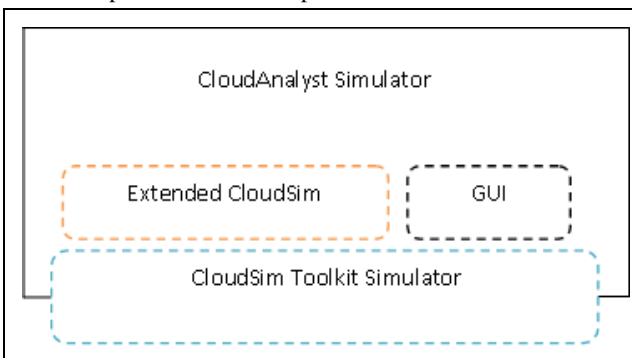 CloudAnalyst Simulator
Extended CloudSim
GUI
CloudSim Toolkit Simulator